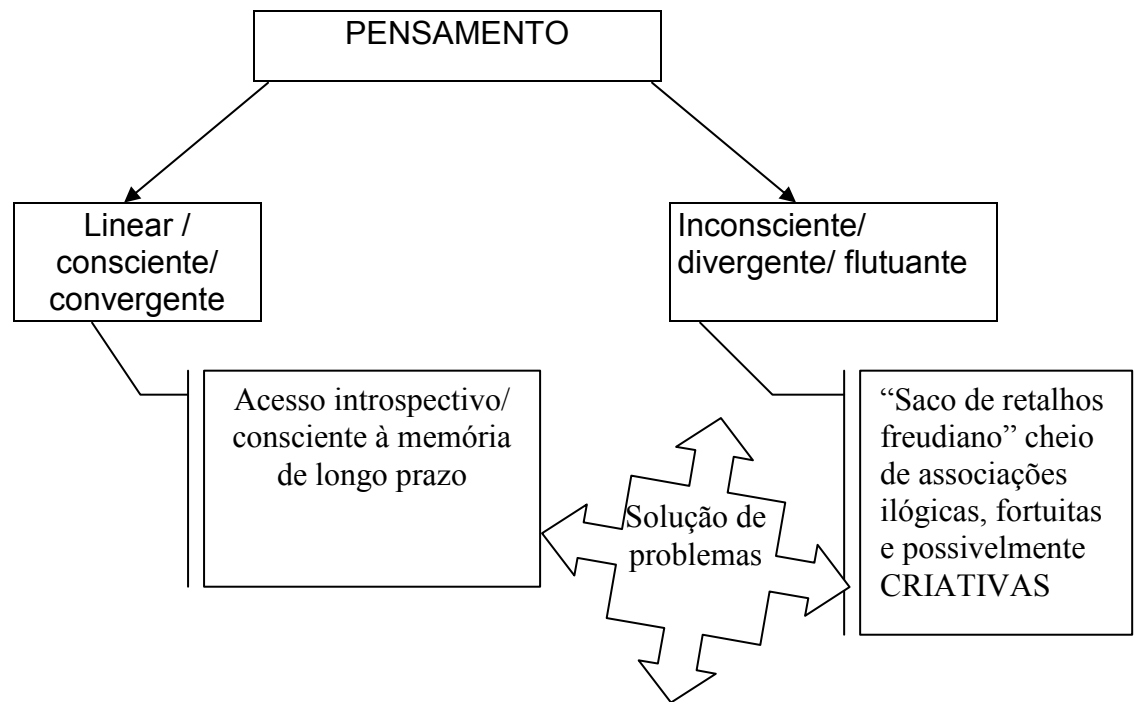 PENSAMENTO
Linear /
consciente/
convergente
Inconsciente/
divergente/ flutuante
Acesso introspectivo/
consciente à memória
de longo prazo
Solução de
problemas
“Saco de retalhos
freudiano” cheio
de associações
ilógicas, fortuitas
e possivelmente
CRIATIVAS